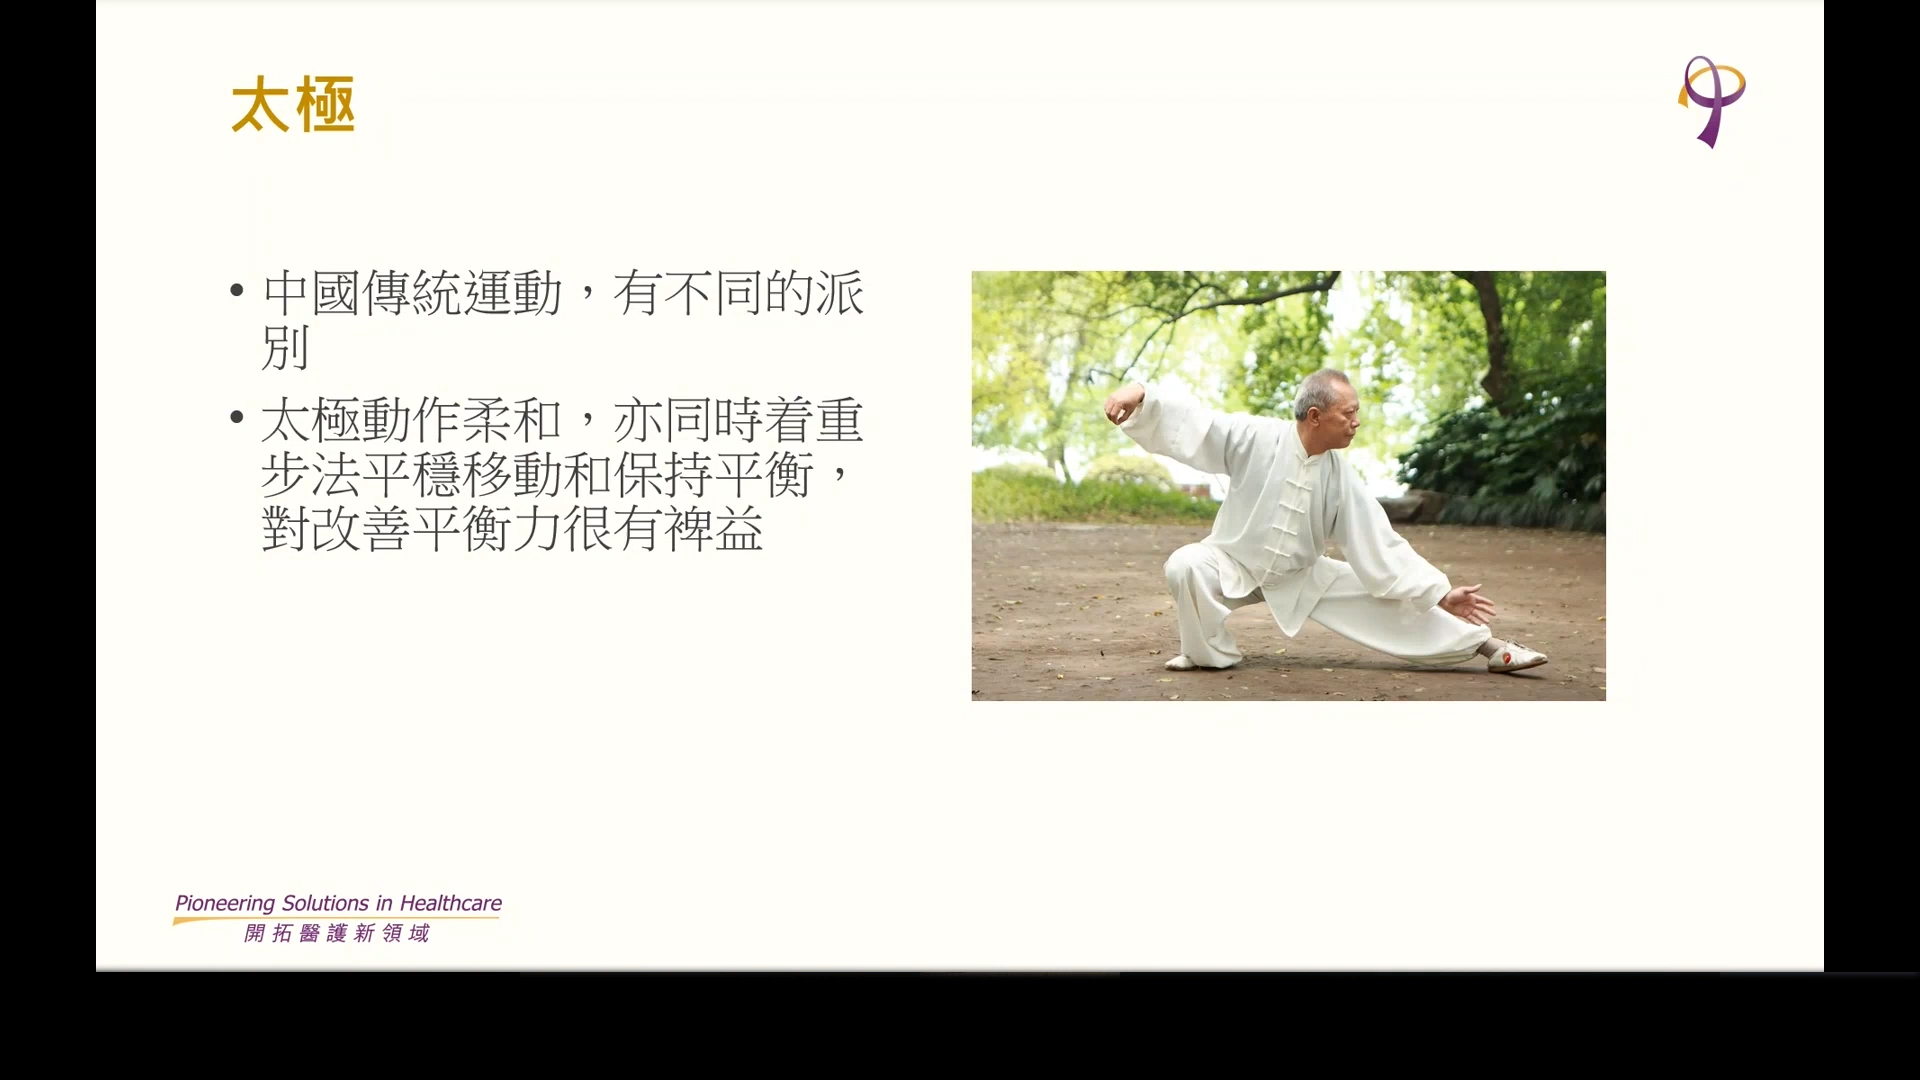 太極
• 中國傳統運動，有不同的派
別
• 太極動作柔和，亦同時着重
步法平穩移動和保持平衡，
對改善平衡力很有裨益
Pioneering Solutions in Healthcare
開拓醫護新領域